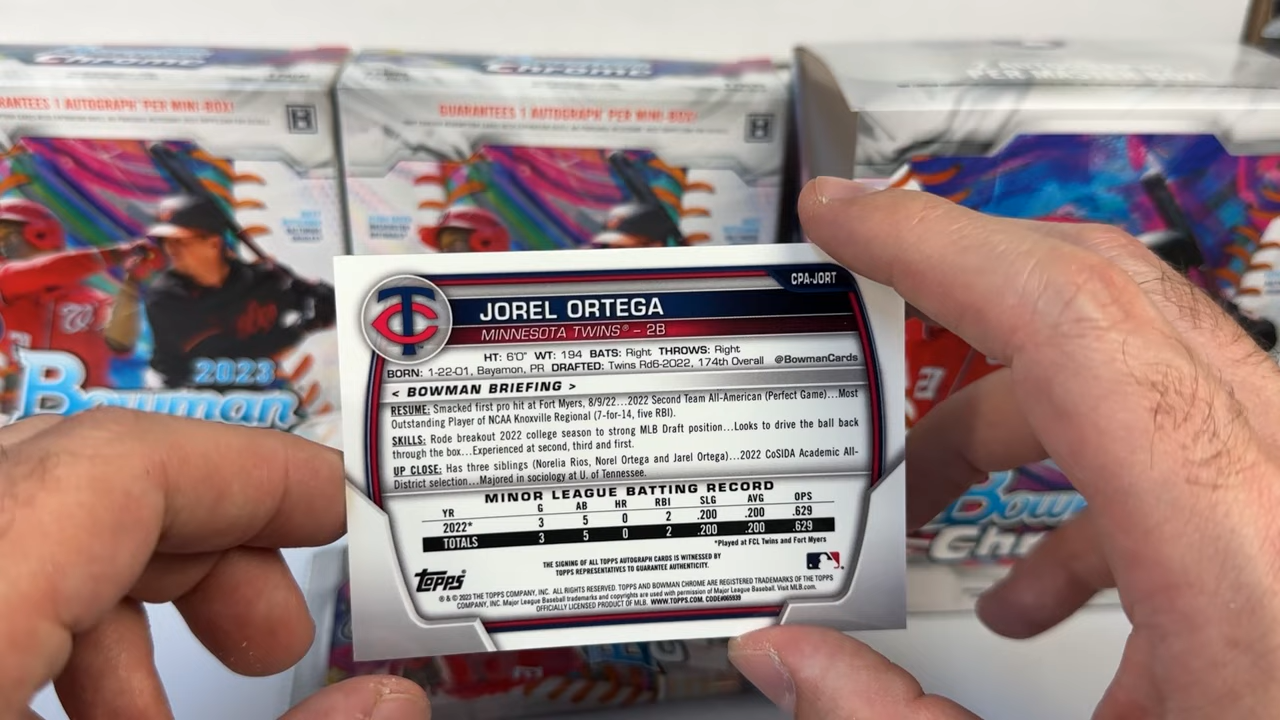 Chrome
Chrome
GUARANTEES 1 AUTOGRAPH PER MINI-BOX!
GUARANTEES 1 AUTOGRAPH PER MINI-BOX!
H
H
W
2023
Bowman
21
CPA-JORT
JOREL ORTEGA
MINNESOTA TWINS® – 2B
HT: 6'0" WT: 194 BATS: Right THROWS: Right
BORN: 1-22-01, Bayamon, PR DRAFTED: Twins Rd6-2022, 174th Overall @BowmanCards
< BOWMAN BRIEFING >
RESUME: Smacked first pro hit at Fort Myers, 8/9/22...2022 Second Team All-American (Perfect Game)...Most
Outstanding Player of NCAA Knoxville Regional (7-for-14, five RBI).
SKILLS: Rode breakout 2022 college season to strong MLB Draft position...Looks to drive the ball back
through the box...Experienced at second, third and first.
UP CLOSE: Has three siblings (Norelia Rios, Norel Ortega and Jarel Ortega)...2022 CoSIDA Academic All-
District selection...Majored in sociology at U. of Tennessee.
MINOR LEAGUE BATTING RECORD
YR G AB HR RBI SLG AVG OPS
2022* 3 5 0 2 .200 .200 .629
TOTALS 3 5 0 2 .200 .200 .629
*Played at FCL Twins and Fort Myers
THE SIGNING OF ALL TOPPS AUTOGRAPH CARDS IS WITNESSED BY
TOPPS REPRESENTATIVES TO GUARANTEE AUTHENTICITY.
TOPPS
® & © 2023 THE TOPPS COMPANY, INC. ALL RIGHTS RESERVED. TOPPS AND BOWMAN CHROME ARE REGISTERED TRADEMARKS OF THE TOPPS
COMPANY, INC. Major League Baseball trademarks and copyrights are used with permission of Major League Baseball. Visit MLB.com.
OFFICIALLY LICENSED PRODUCT OF MLB. WWW.TOPPS.COM. CODE#065939
Bow
Chr